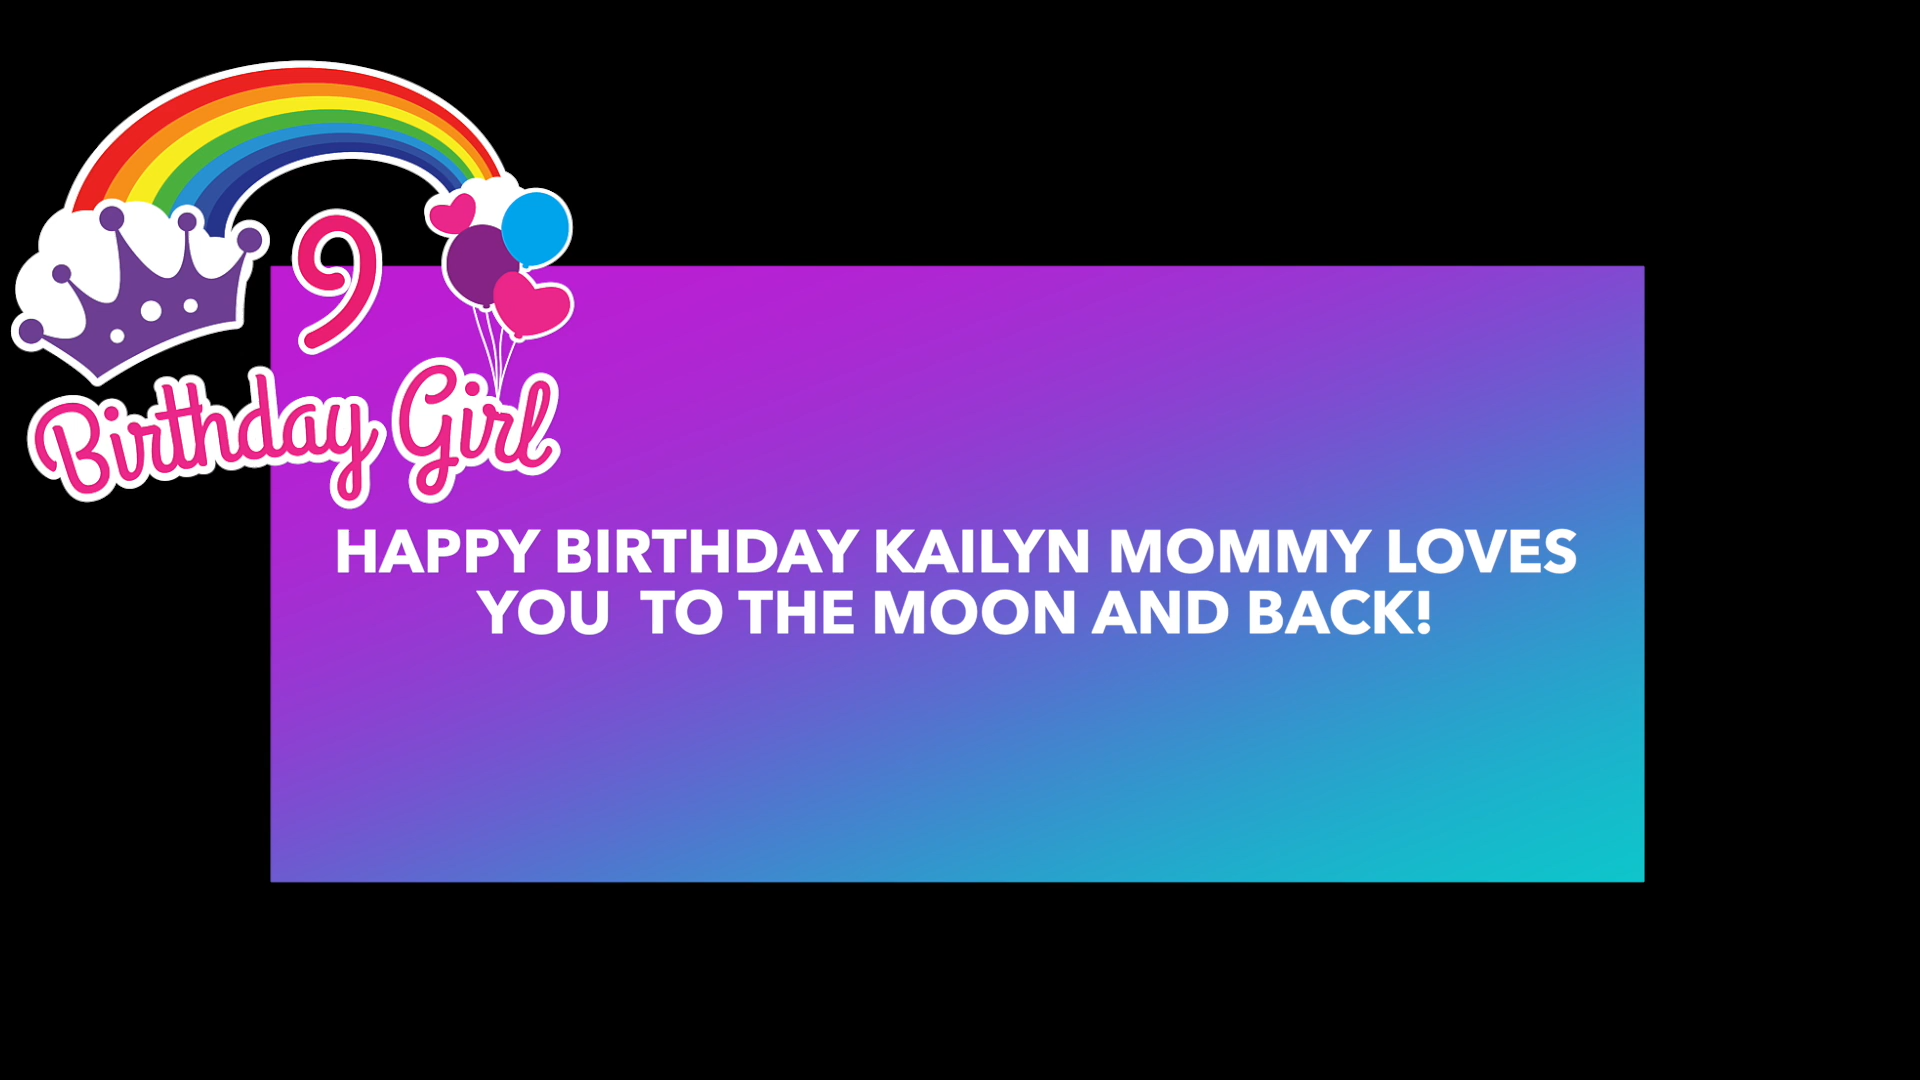 9
Birthday Girl
HAPPY BIRTHDAY KAILYN MOMMY LOVES
YOU  TO THE MOON AND BACK!